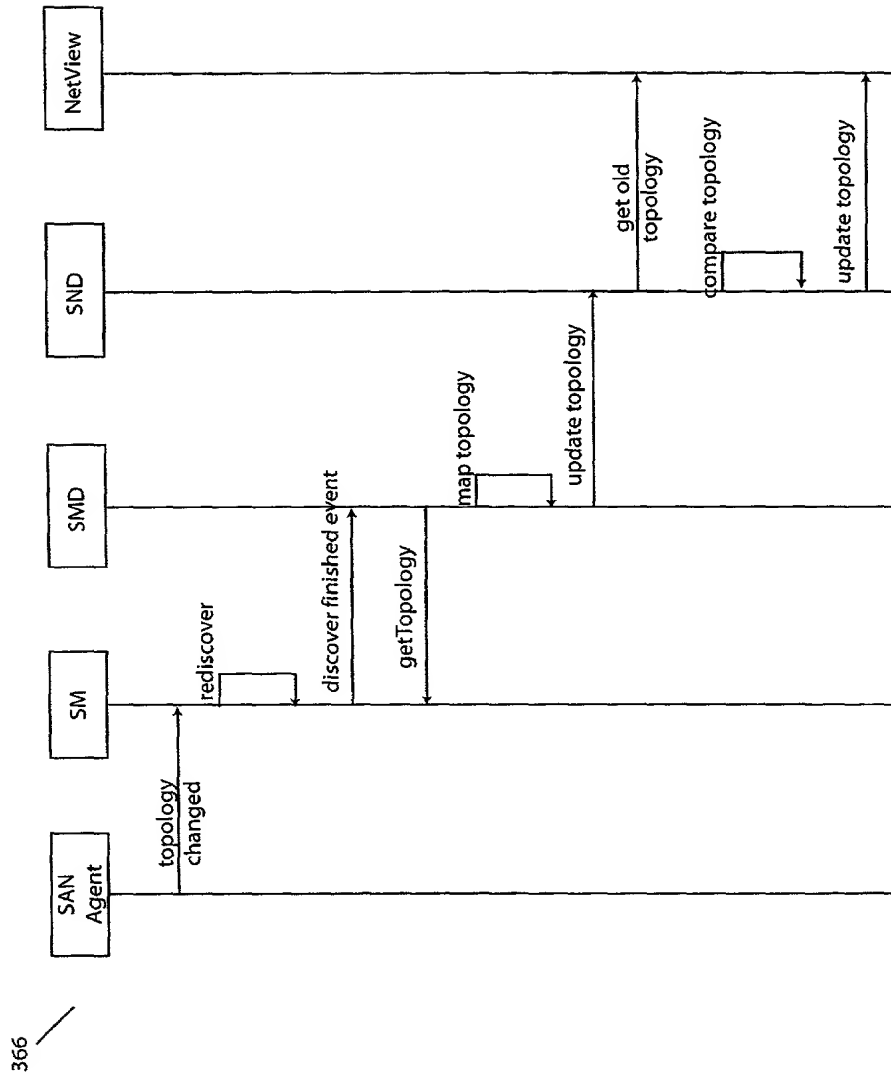 366
SAN
Agent
SM
SMD
SND
NetView
topology
changed
rediscover
discover finished event
getTopology
map topology
update topology
get old
topology
compare topology
update topology